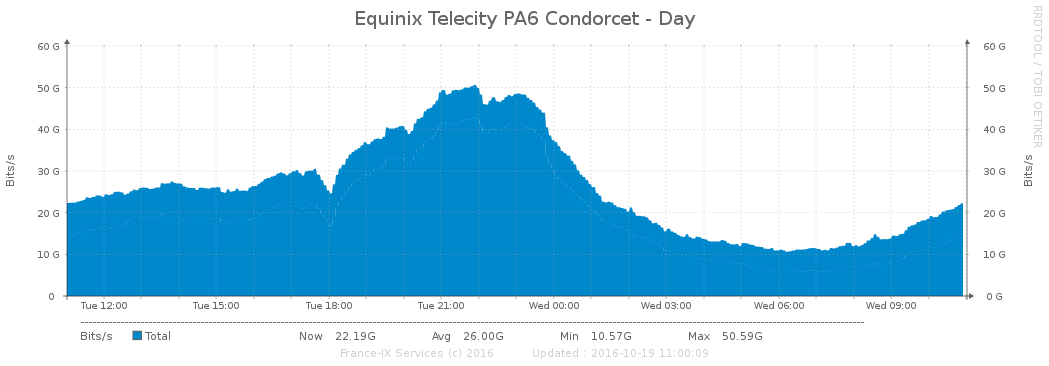 Equinix Telecity PA6 Condorcet - Day
RRDTOOL / TOBI OETIKER
Bits/s
Bits/s
60 G 60 G
50 G 50 G
40 G 40 G
30 G 30 G
20 G 20 G
10 G 10 G
0 0 G
Tue 12:00 Tue 15:00 Tue 18:00 Tue 21:00 Wed 00:00 Wed 03:00 Wed 06:00 Wed 09:00
Bits/s Total Now 22.19G Avg 26.00G Min 10.57G Max 50.59G
France-IX Services (c) 2016 Updated : 2016-10-19 11:00:09